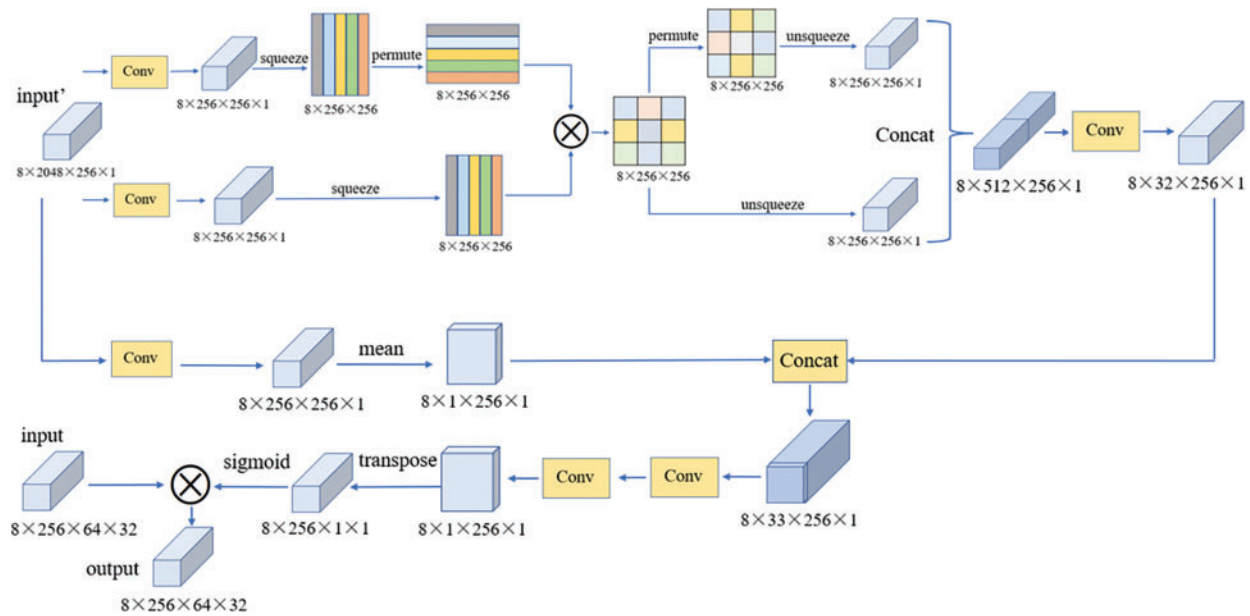 input’
8×2048×256×1
Conv
8×256×256×1
squeeze
8×256×256
permute
8×256×256
Conv
8×256×256×1
squeeze
8×256×256
8×256×256
permute
8×256×256
unsqueeze
8×256×256×1
unsqueeze
8×256×256×1
Concat
8×512×256×1
Conv
8×32×256×1
Conv
8×256×256×1
mean
8×1×256×1
Concat
8×33×256×1
Conv
Conv
8×1×256×1
transpose
8×256×1×1
sigmoid
input
8×256×64×32
output
8×256×64×32